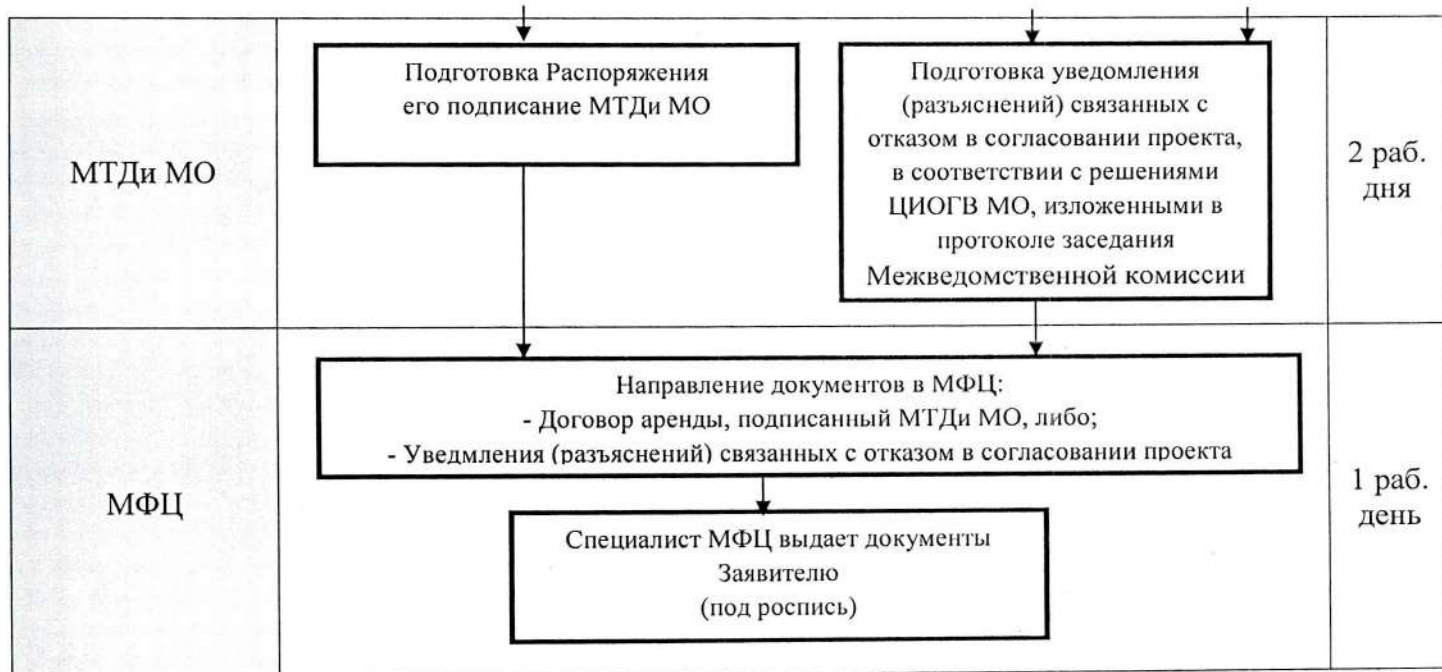 МТДи МО
Подготовка Распоряжения
его подписание МТДи МО
Подготовка уведомления
(разъяснений) связанных с
отказом в согласовании проекта,
в соответствии с решениями
ЦИОГВ МО, изложенными в
протоколе заседания
Межведомственной комиссии
2 раб.
дня
МФЦ
Направление документов в МФЦ:
- Договор аренды, подписанный МТДи МО, либо;
- Уведмления (разъяснений) связанных с отказом в согласовании проекта
Специалист МФЦ выдает документы
Заявителю
(под роспись)
1 раб.
день